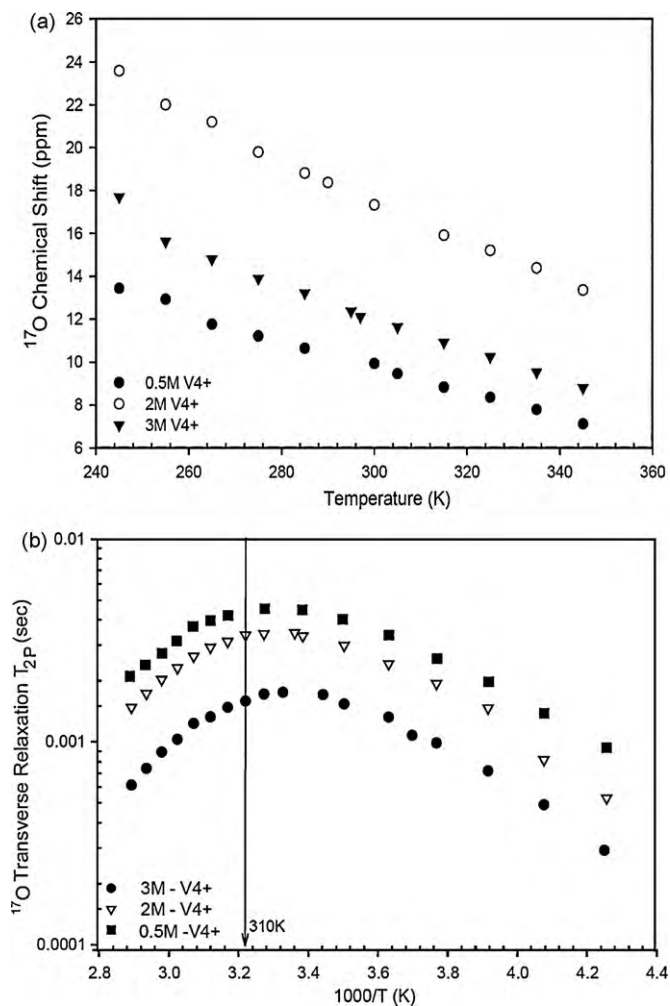 (a)
26
24
22
20
18
16
14
12
10
8
6
17O Chemical Shift (ppm)
0.5M V4+
2M V4+
3M V4+
240 260 280 300 320 340 360
Temperature (K)
(b)
0.01
0.001
0.0001
17O Transverse Relaxation T2P (sec)
3M - V4+
2M - V4+
0.5M -V4+
310K
2.8 3.0 3.2 3.4 3.6 3.8 4.0 4.2 4.4
1000/T (K)